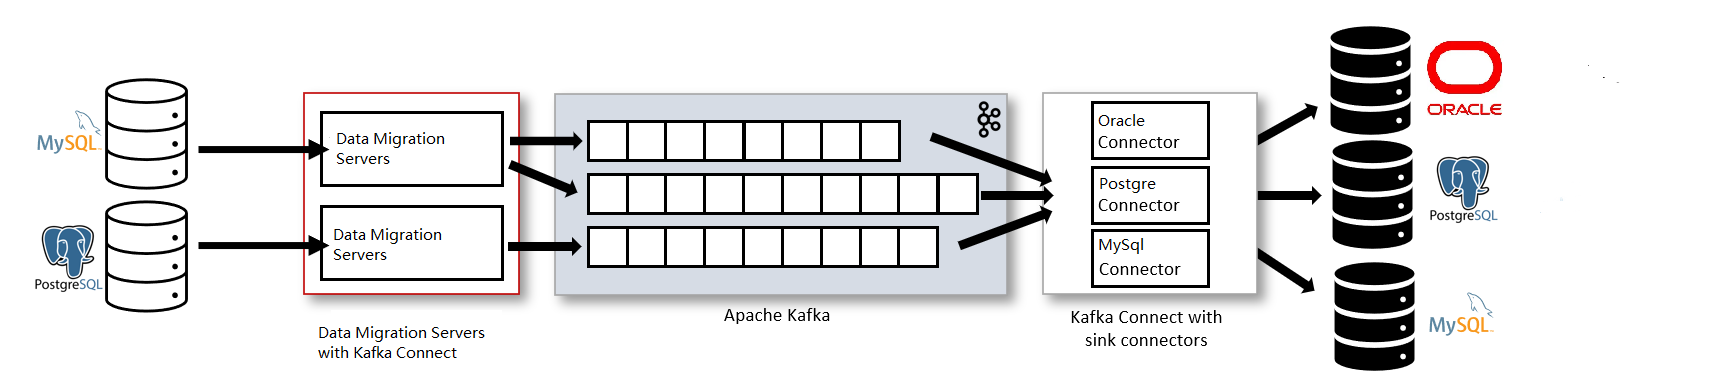 MySQL
PostgreSQL
Data Migration
Servers
Data Migration
Servers
Data Migration Servers
with Kafka Connect
Apache Kafka
Oracle
Connector
Postgre
Connector
MySql
Connector
Kafka Connect with
sink connectors
ORACLE
PostgreSQL
MySQL